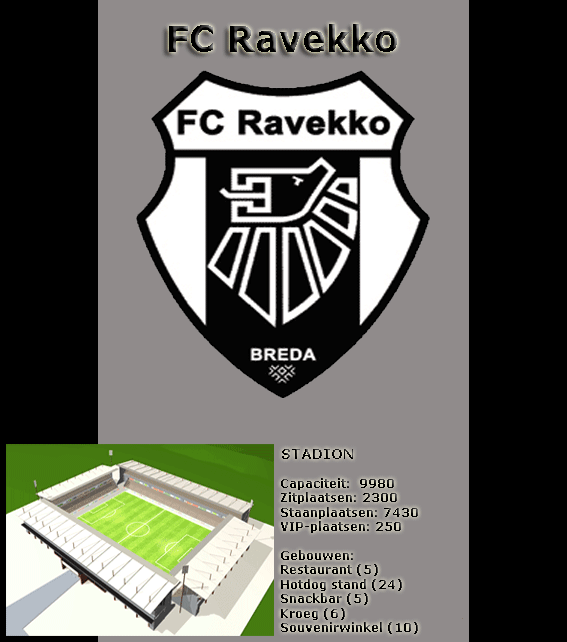 FC Ravekko
FC Ravekko
BREDA
STADION
Capaciteit: 9980
Zitplaatsen: 2300
Staanplaatsen: 7430
VIP-plaatsen: 250
Gebouwen:
Restaurant (5)
Hotdog stand (24)
Snackbar (5)
Kroeg (6)
Souvenirwinkel (10)